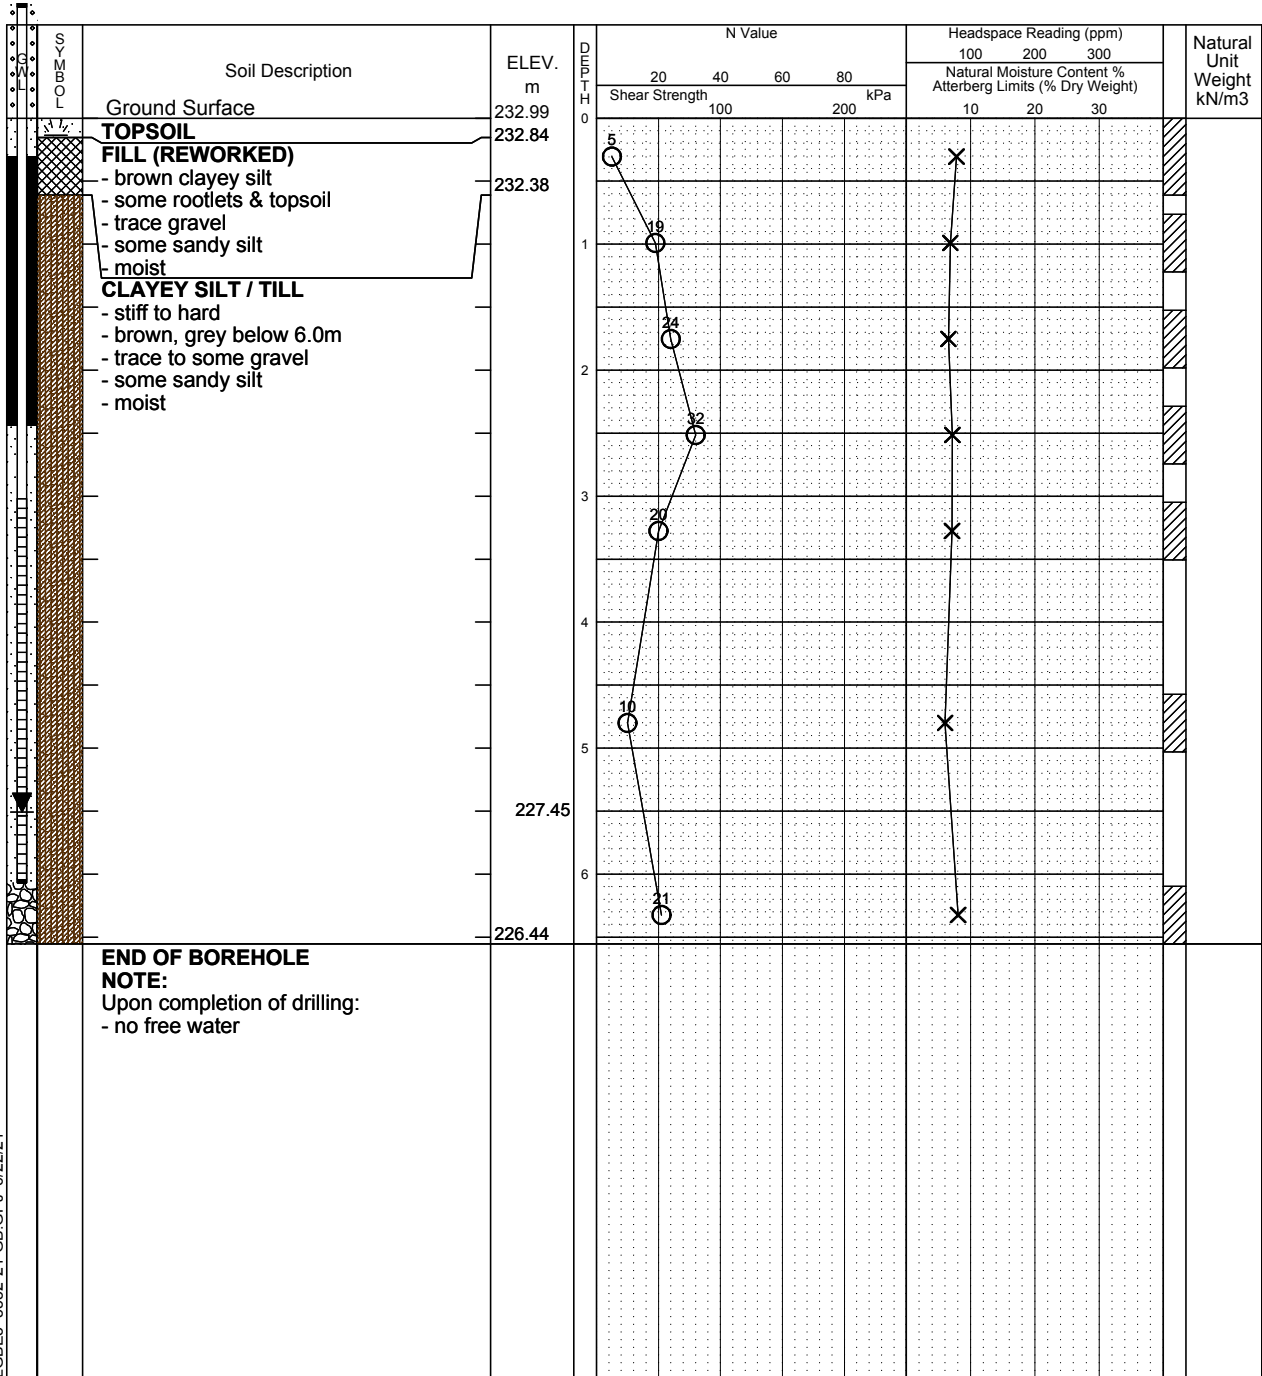 GWL
SYMBOL
Soil Description
ELEV.
m
DEPTH
N Value
20 40 60 80
Shear Strength kPa
100 200
Headspace Reading (ppm)
100 200 300
Natural Moisture Content %
Atterberg Limits (% Dry Weight)
10 20 30
Natural
Unit
Weight
kN/m3
Ground Surface 232.99 0
TOPSOIL 232.84
FILL (REWORKED)
- brown clayey silt
232.38
- some rootlets & topsoil
- trace gravel
- some sandy silt
- moist
CLAYEY SILT / TILL
- stiff to hard
- brown, grey below 6.0m
- trace to some gravel
- some sandy silt
- moist
5
19
1
24
2
32
3
20
4
10
5
227.45
6
21
226.44
END OF BOREHOLE
NOTE:
Upon completion of drilling:
- no free water